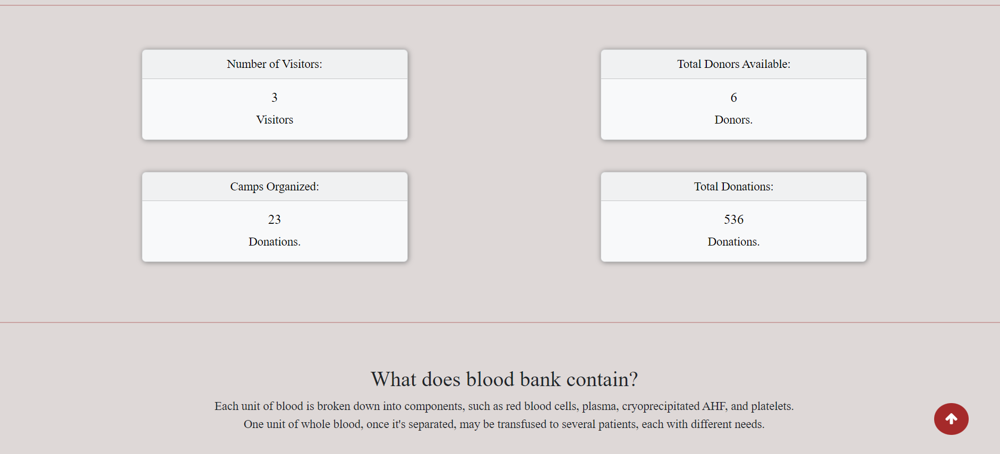 Number of Visitors:
3
Visitors
Total Donors Available:
6
Donors.
Camps Organized:
23
Donations.
Total Donations:
536
Donations.
What does blood bank contain?
Each unit of blood is broken down into components, such as red blood cells, plasma, cryoprecipitated AHF, and platelets.
One unit of whole blood, once it's separated, may be transfused to several patients, each with different needs.